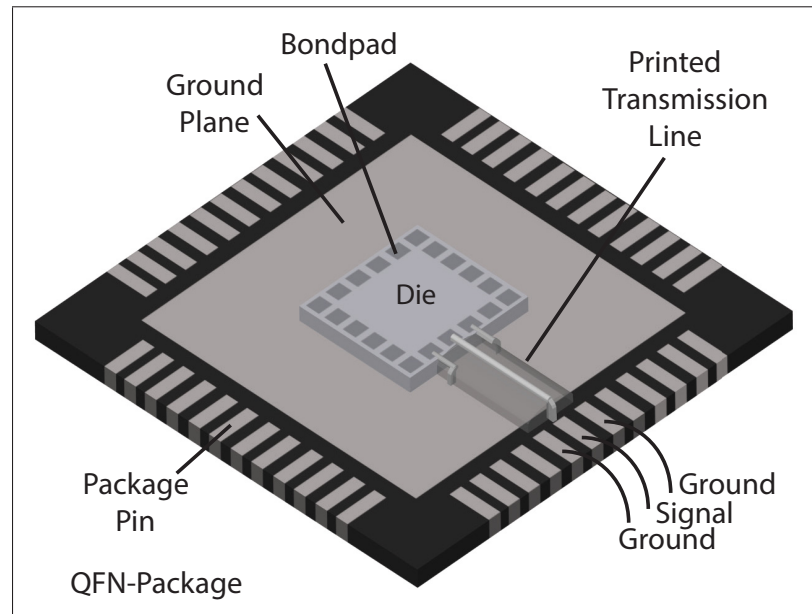 Bondpad
Ground
Plane
Printed
Transmission
Line
Die
Package
Pin
Ground
Signal
Ground
QFN-Package